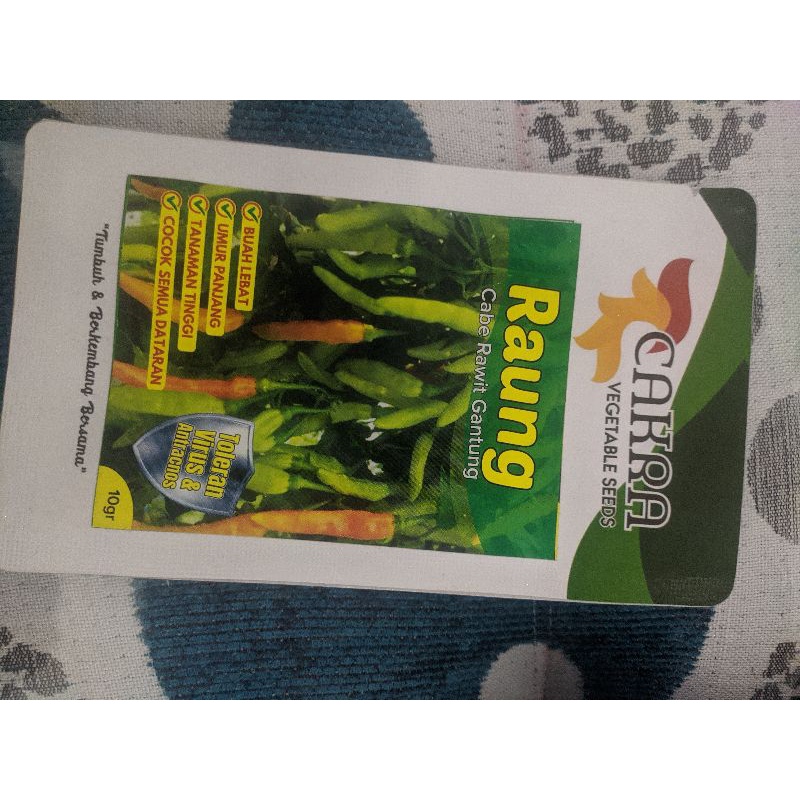 CAKRA
VEGETABLE SEEDS
Raung
Cabe Rawit Gantung
BUAH LEBAT
UMUR PANJANG
TANAMAN TINGGI
COCOK SEMUA DATARAN
Toleran
VIRUS &
Anthacnos
10gr
"Tumbuh & Berkembang Bersama"